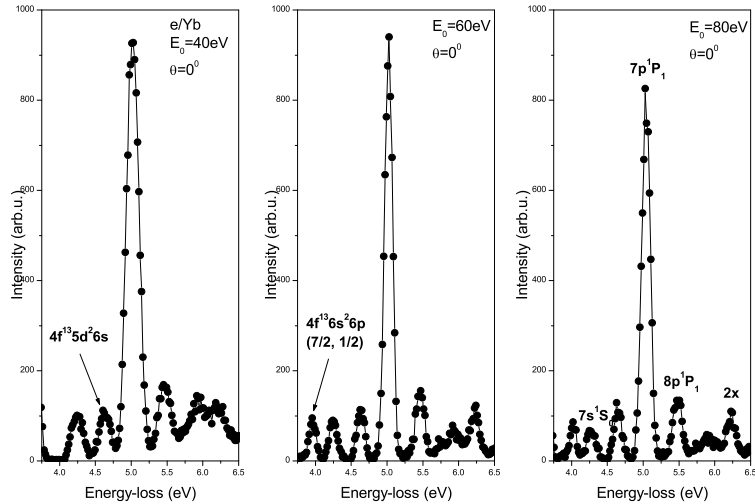 e/Yb
E0=40eV
θ=0⁰
4f¹³5d²6s
1000
800
600
400
200
0
Intensity (arb.u.)
4.0 4.5 5.0 5.5 6.0 6.5
Energy-loss (eV)
E0=60eV
θ=0⁰
4f¹³6s²6p
(7/2, 1/2)
1000
800
600
400
200
0
Intensity (arb.u.)
4.0 4.5 5.0 5.5 6.0 6.5
Energy-loss (eV)
E0=80eV
θ=0⁰
7p¹P1
7s¹S0
8p¹P1
2x
1000
800
600
400
200
0
Intensity (arb.u.)
4.0 4.5 5.0 5.5 6.0 6.5
Energy-loss (eV)